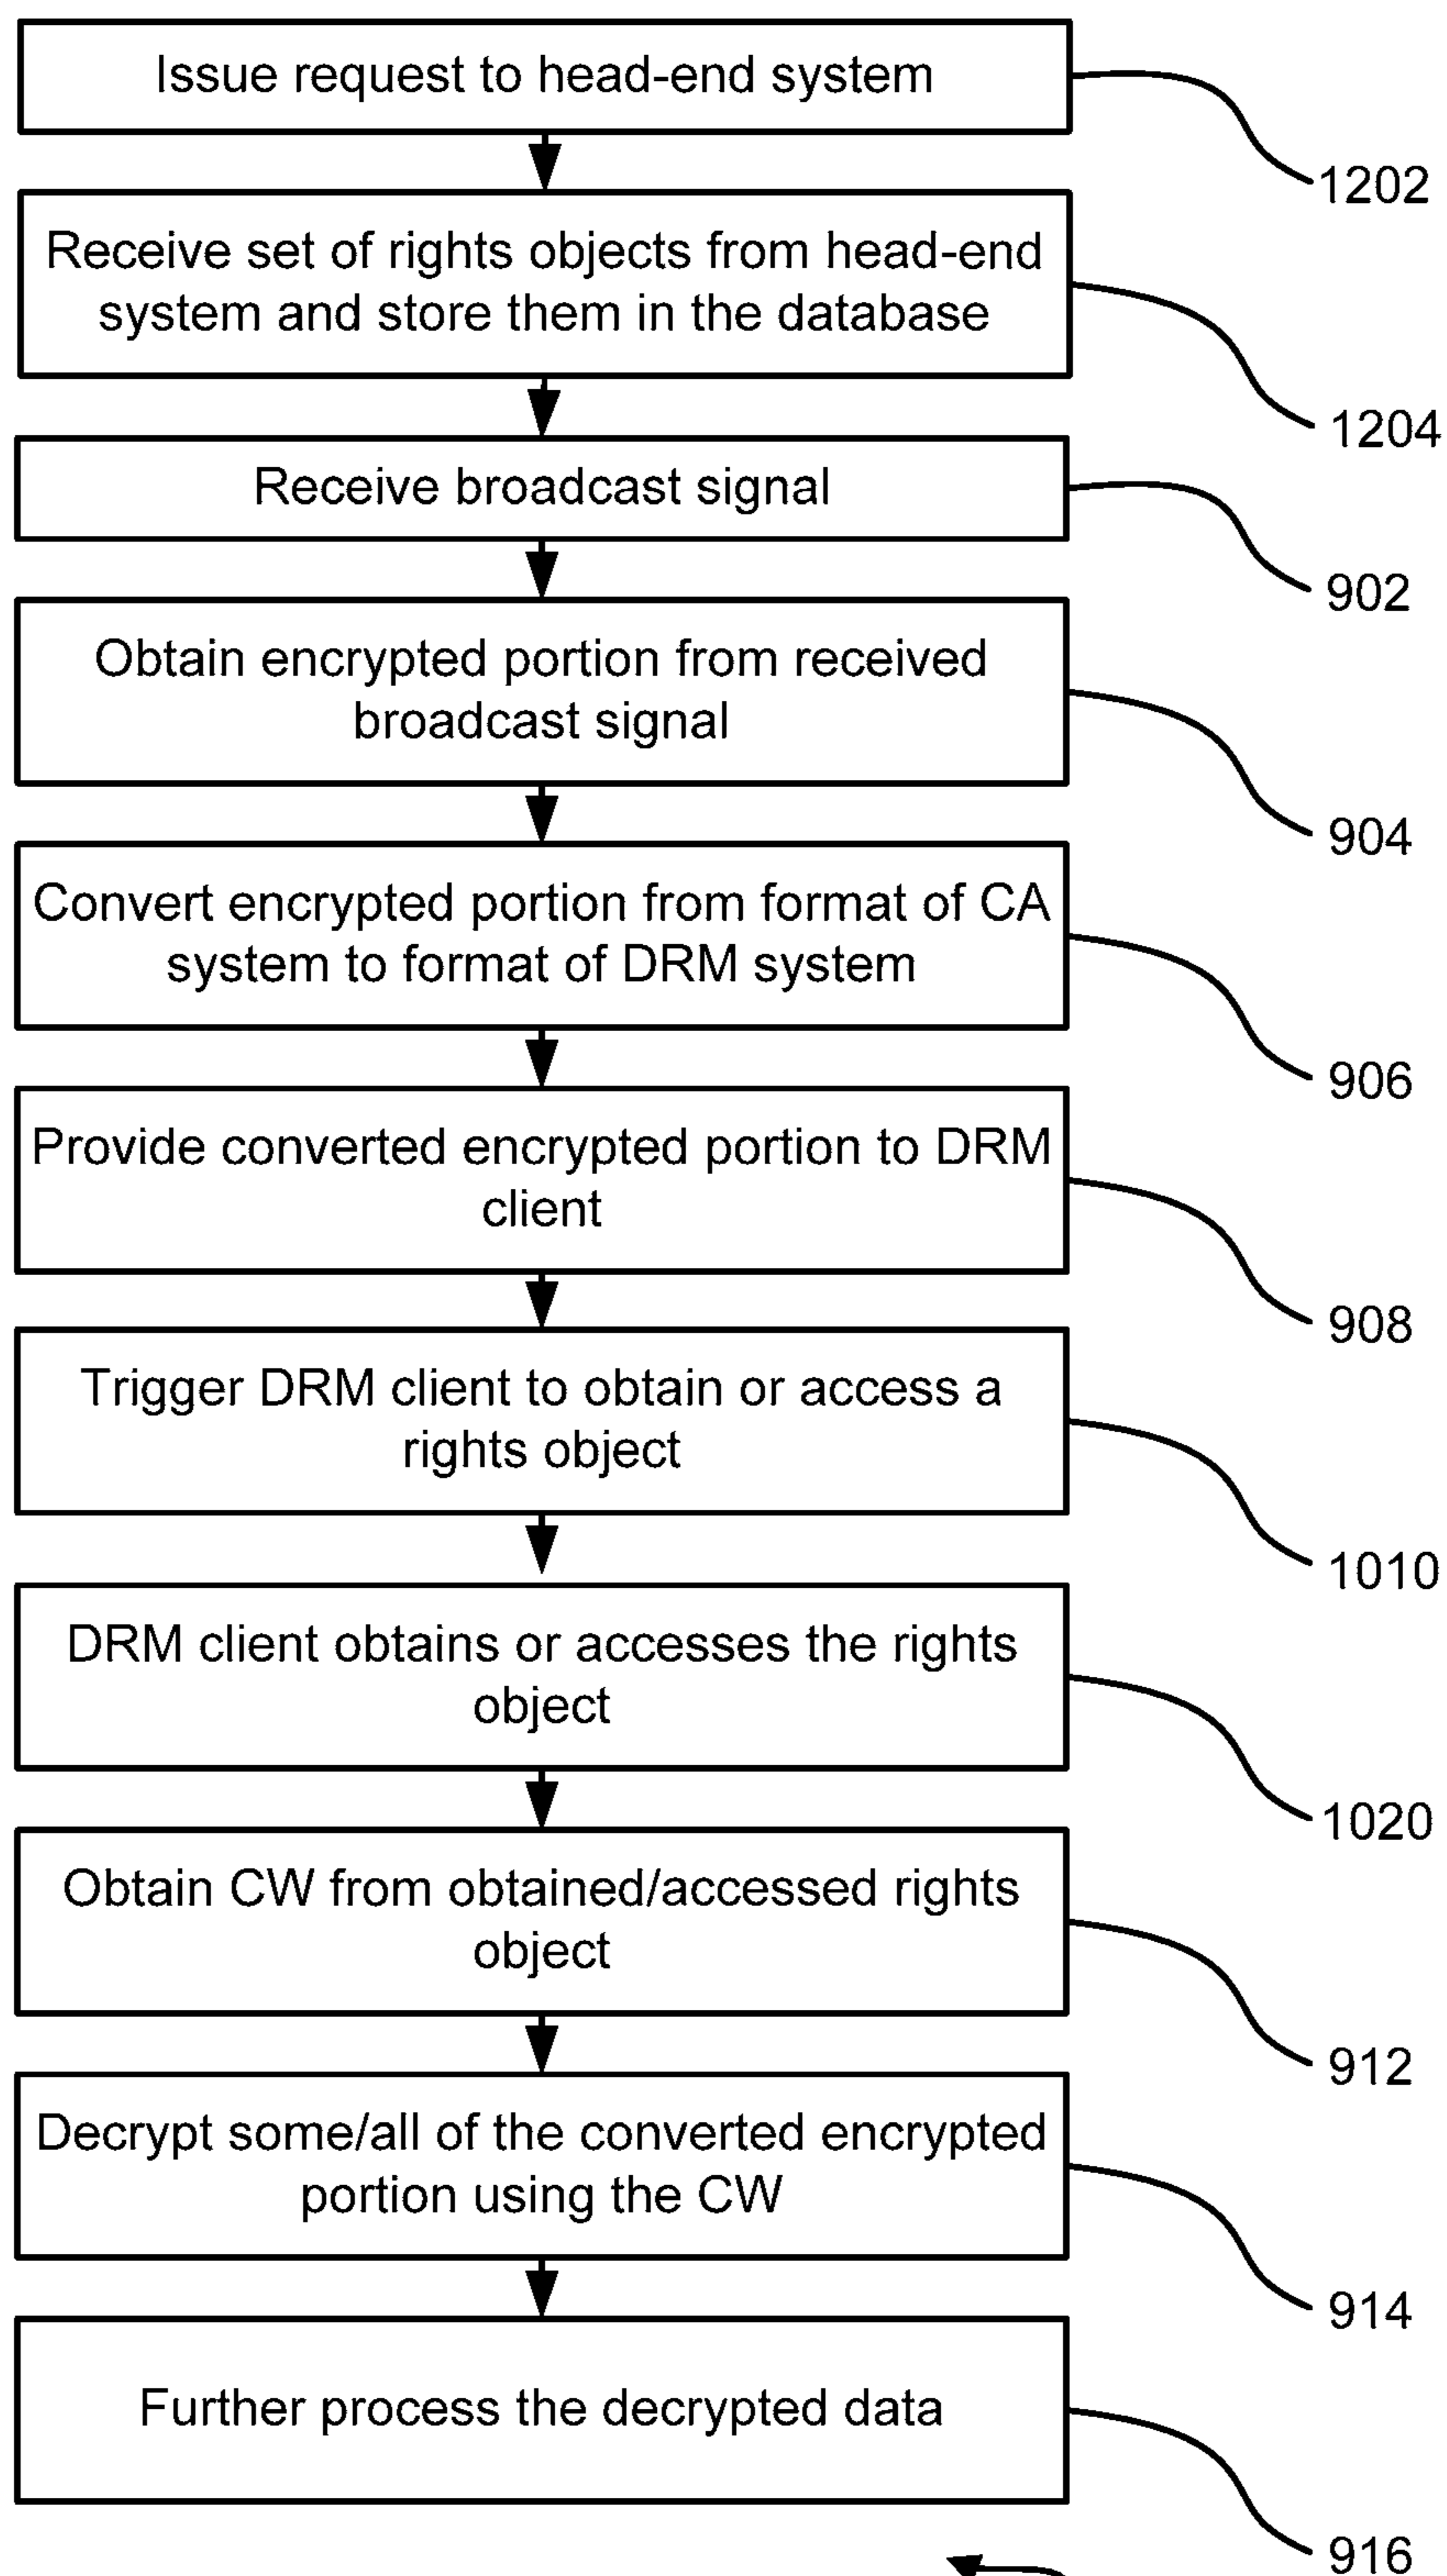 Issue request to head-end system
1202
Receive set of rights objects from head-end
system and store them in the database
1204
Receive broadcast signal
902
Obtain encrypted portion from received
broadcast signal
904
Convert encrypted portion from format of CA
system to format of DRM system
906
Provide converted encrypted portion to DRM
client
908
Trigger DRM client to obtain or access a
rights object
1010
DRM client obtains or accesses the rights
object
1020
Obtain CW from obtained/accessed rights
object
912
Decrypt some/all of the converted encrypted
portion using the CW
914
Further process the decrypted data
916